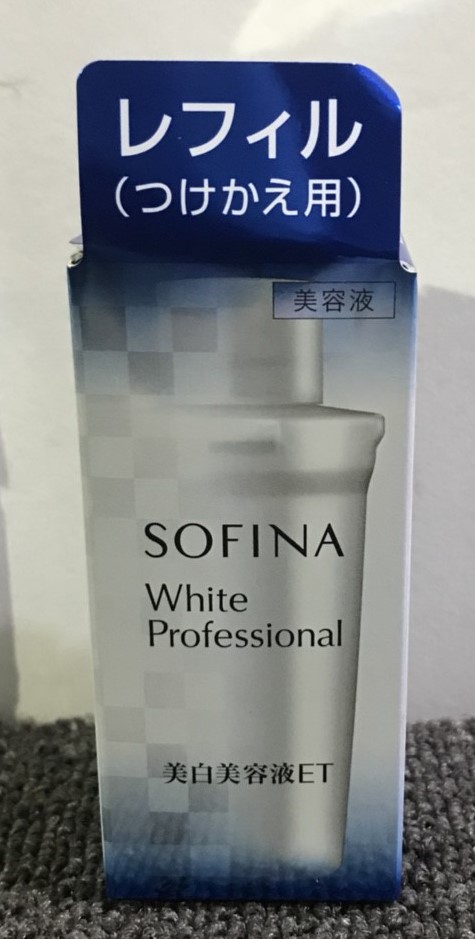 レフィル
（つけかえ用）
美容液
SOFINA
White
Professional
美白美容液ET